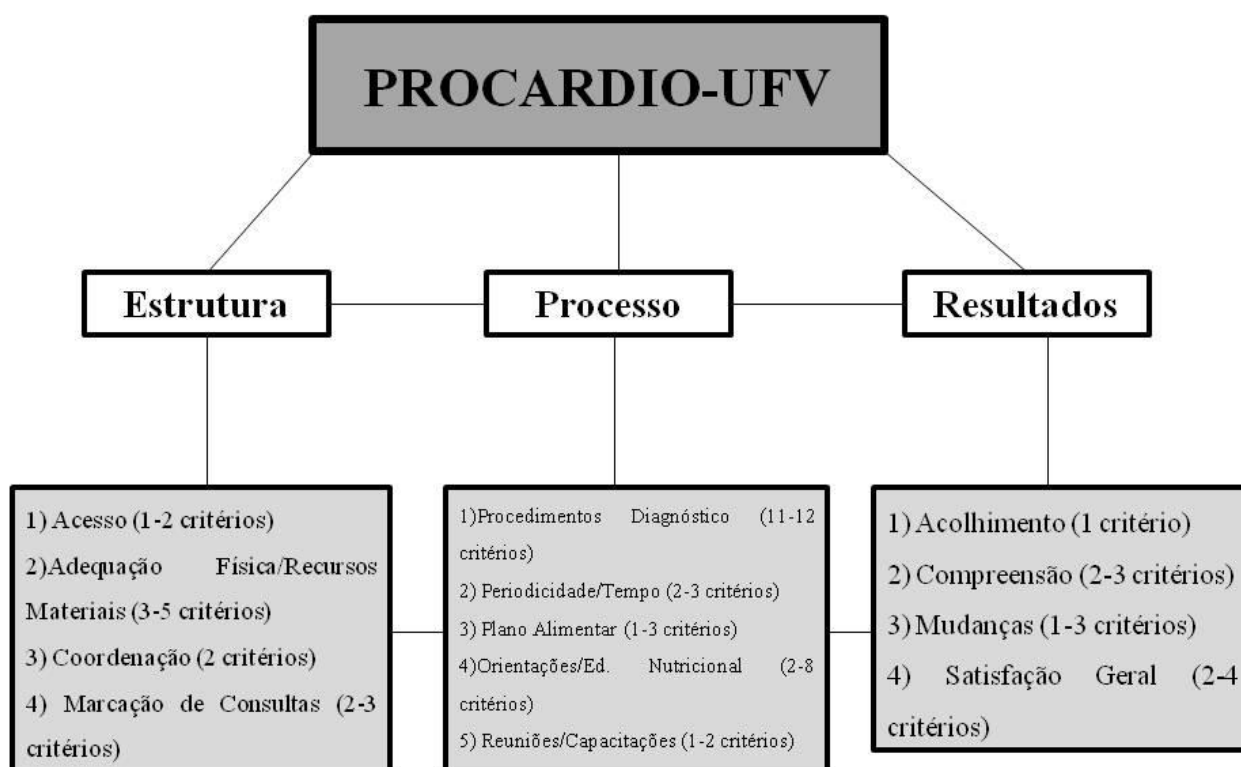 PROCARDIO-UFV
Estrutura
Processo
Resultados
1) Acesso (1-2 critérios)
2)Adequação Física/Recursos
Materiais (3-5 critérios)
3) Coordenação (2 critérios)
4) Marcação de Consultas (2-3
critérios)
1)Procedimentos Diagnóstico (11-12
critérios)
2) Periodicidade/Tempo (2-3 critérios)
3) Plano Alimentar (1-3 critérios)
4)Orientações/Ed. Nutricional (2-8
critérios)
5) Reuniões/Capacitações (1-2 critérios)
1) Acolhimento (1 critério)
2) Compreensão (2-3 critérios)
3) Mudanças (1-3 critérios)
4) Satisfação Geral (2-4
critérios)